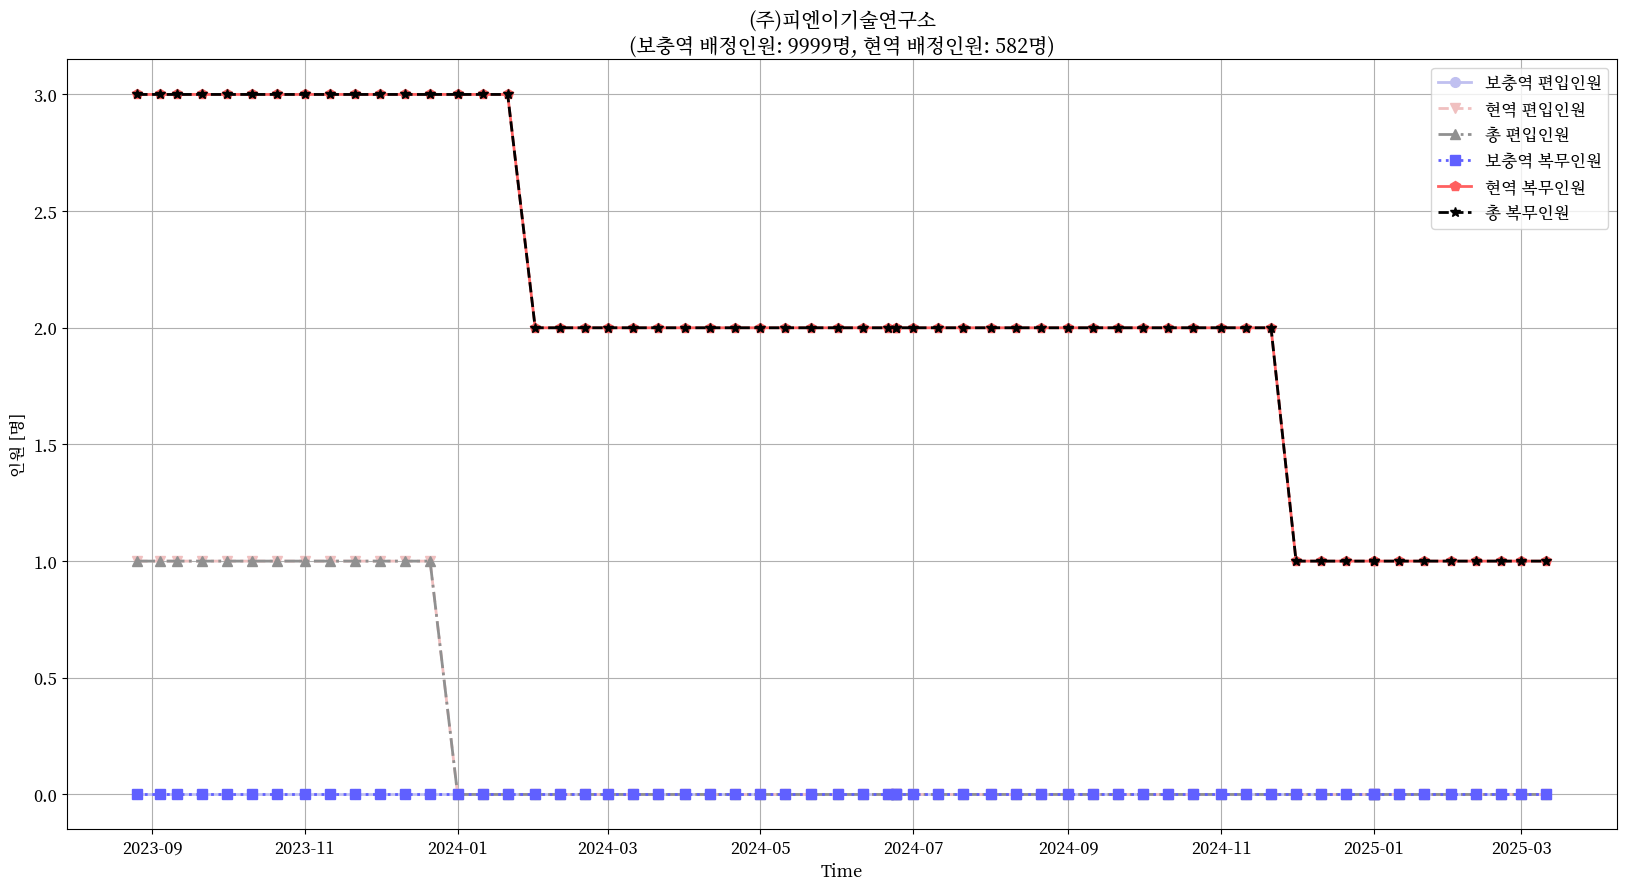 (주)피엔이기술연구소
(보충역 배정인원: 9999명, 현역 배정인원: 582명)
보충역 편입인원
현역 편입인원
총 편입인원
보충역 복무인원
현역 복무인원
총 복무인원
인원 [명]
3.0
2.5
2.0
1.5
1.0
0.5
0.0
2023-09
2023-11
2024-01
2024-03
2024-05
2024-07
2024-09
2024-11
2025-01
2025-03
Time